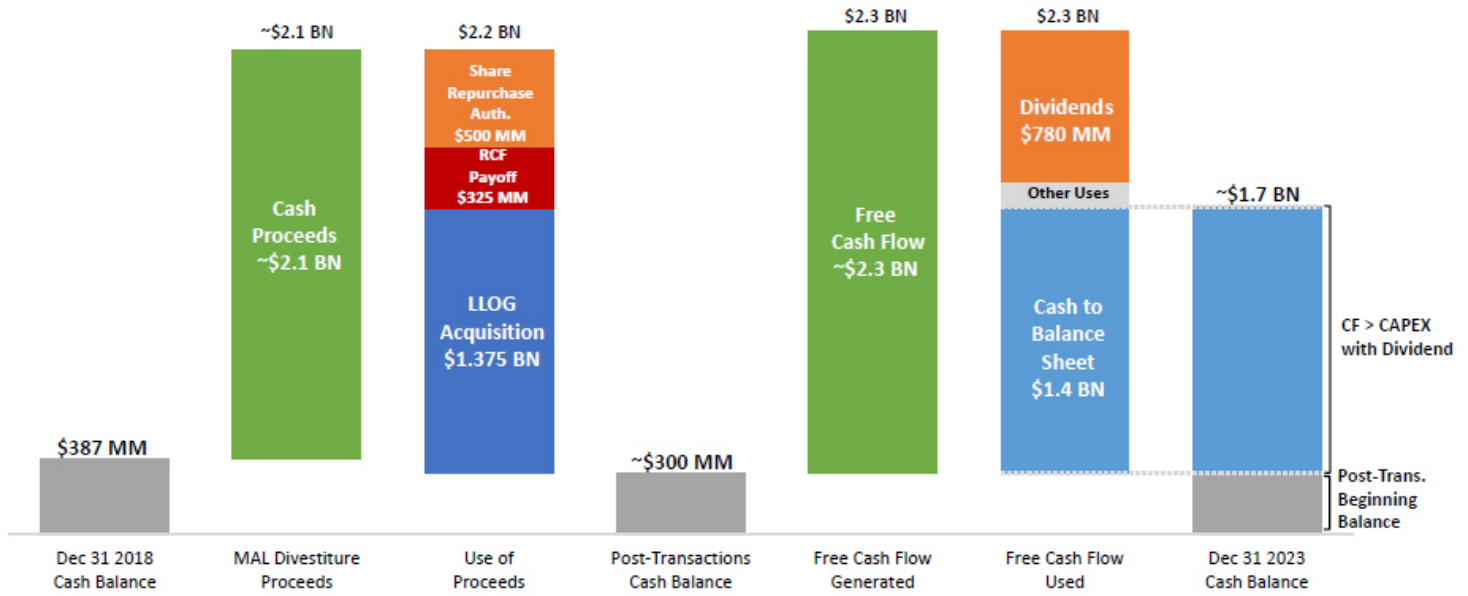 ~$2.1 BN
$2.2 BN
$2.3 BN
$2.3 BN
Share
Repurchase
Auth.
$500 MM
RCF
Payoff
$325 MM
LLOG
Acquisition
$1.375 BN
Cash
Proceeds
~$2.1 BN
Free
Cash Flow
~$2.3 BN
Dividends
$780 MM
Other Uses
Cash to
Balance
Sheet
$1.4 BN
~$1.7 BN
CF > CAPEX
with Dividend
$387 MM
~$300 MM
Post-Trans.
Beginning
Balance
Dec 31 2018
Cash Balance
MAL Divestiture
Proceeds
Use of
Proceeds
Post-Transactions
Cash Balance
Free Cash Flow
Generated
Free Cash Flow
Used
Dec 31 2023
Cash Balance